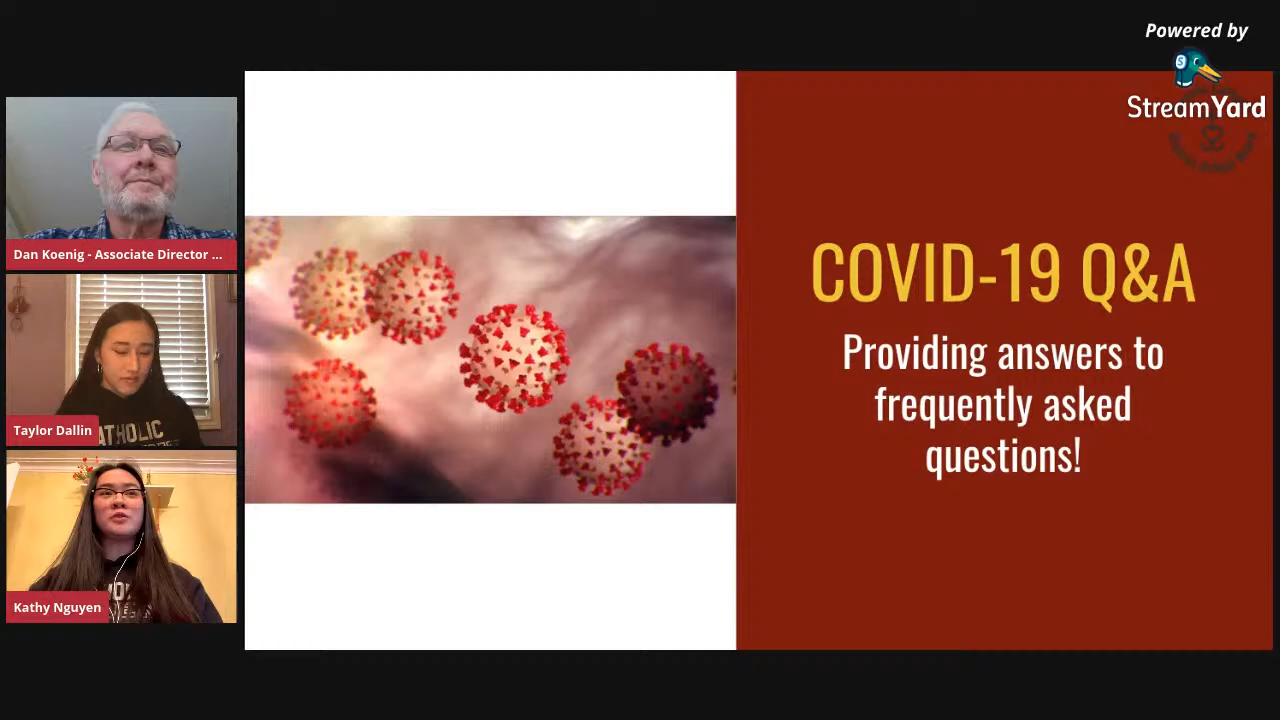 Powered by
StreamYard
Dan Koenig - Associate Director ...
Taylor Dallin
ATHOLIC
Kathy Nguyen
COVID-19 Q&A
Providing answers to
frequently asked
questions!